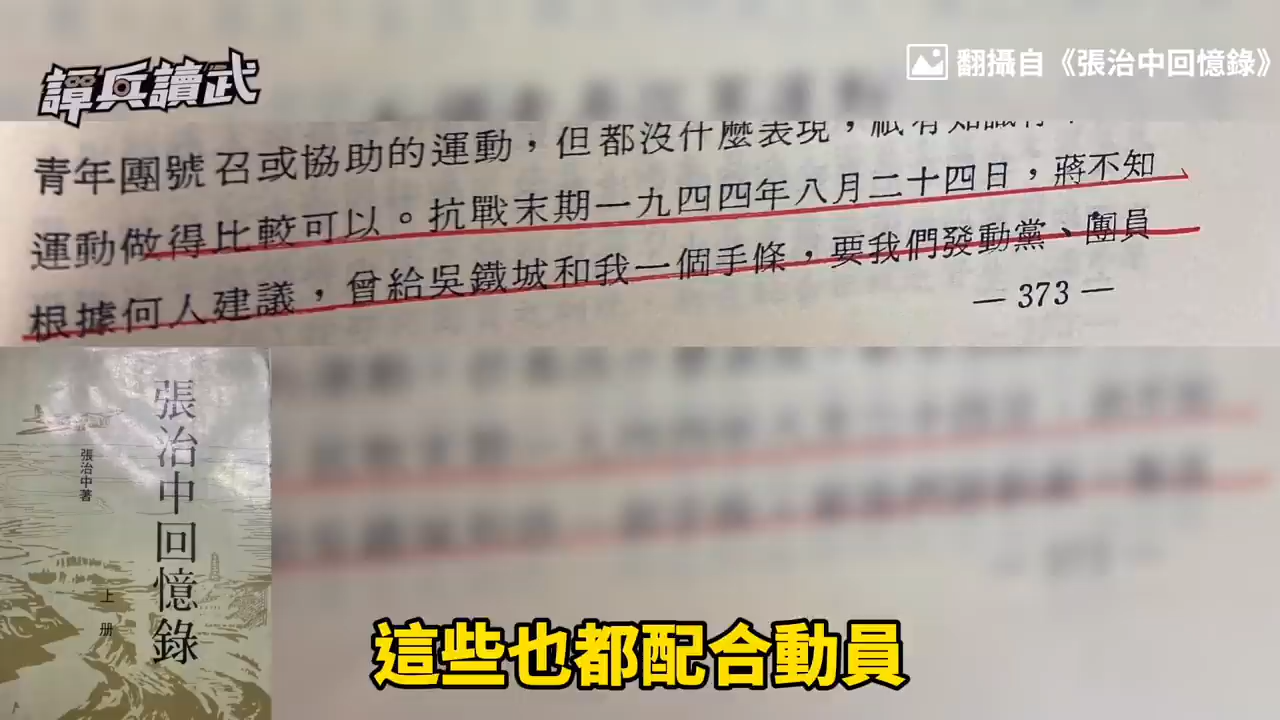 譚兵讀武
翻攝自《張治中回憶錄》
青年團號召或協助的運動，但都沒什麼表現，祇有知識
運動做得比較可以。抗戰末期一九四四年八月二十四日，蔣不知
根據何人建議，曾給吳鐵城和我一個手條，要我們發動黨、團員
— 373 —
張治中回憶錄
張治中著
上册
這些也都配合動員